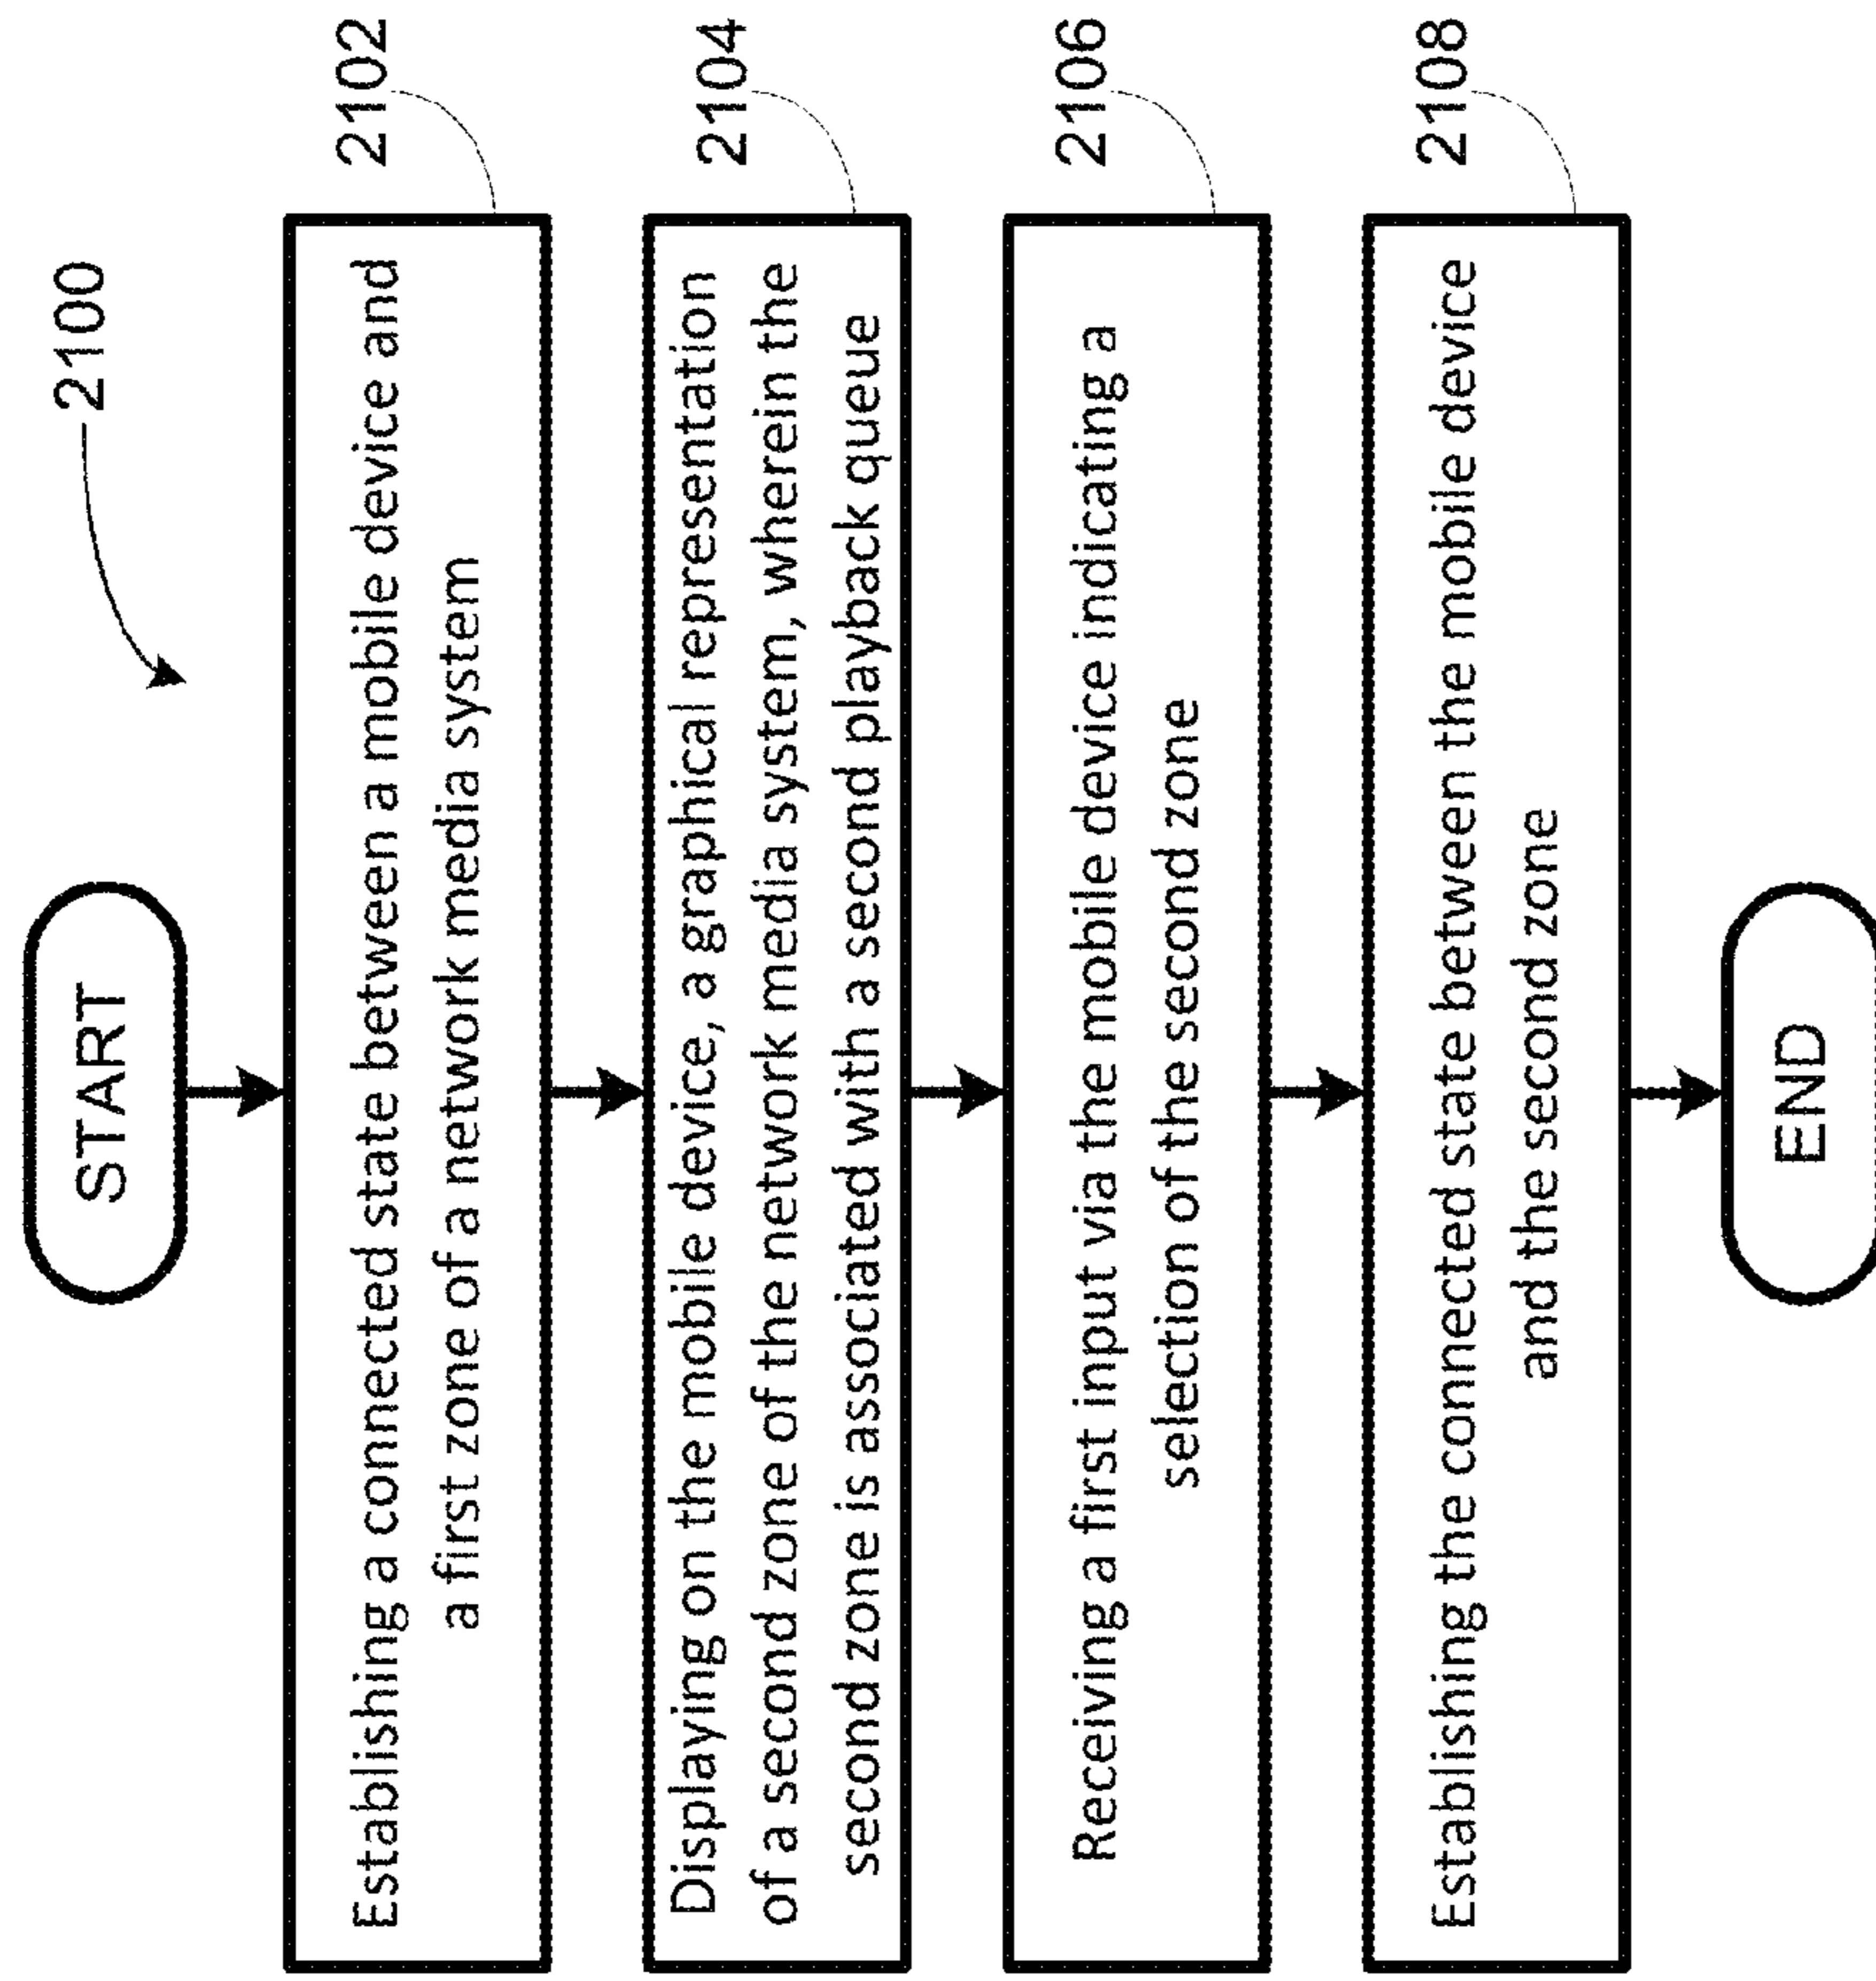 2100
START
Establishing a connected state between a mobile device and
a first zone of a network media system
2102
Displaying on the mobile device, a graphical representation
of a second zone of the network media system, wherein the
second zone is associated with a second playback queue
2104
Receiving a first input via the mobile device indicating a
selection of the second zone
2106
Establishing the connected state between the mobile device
and the second zone
2108
END